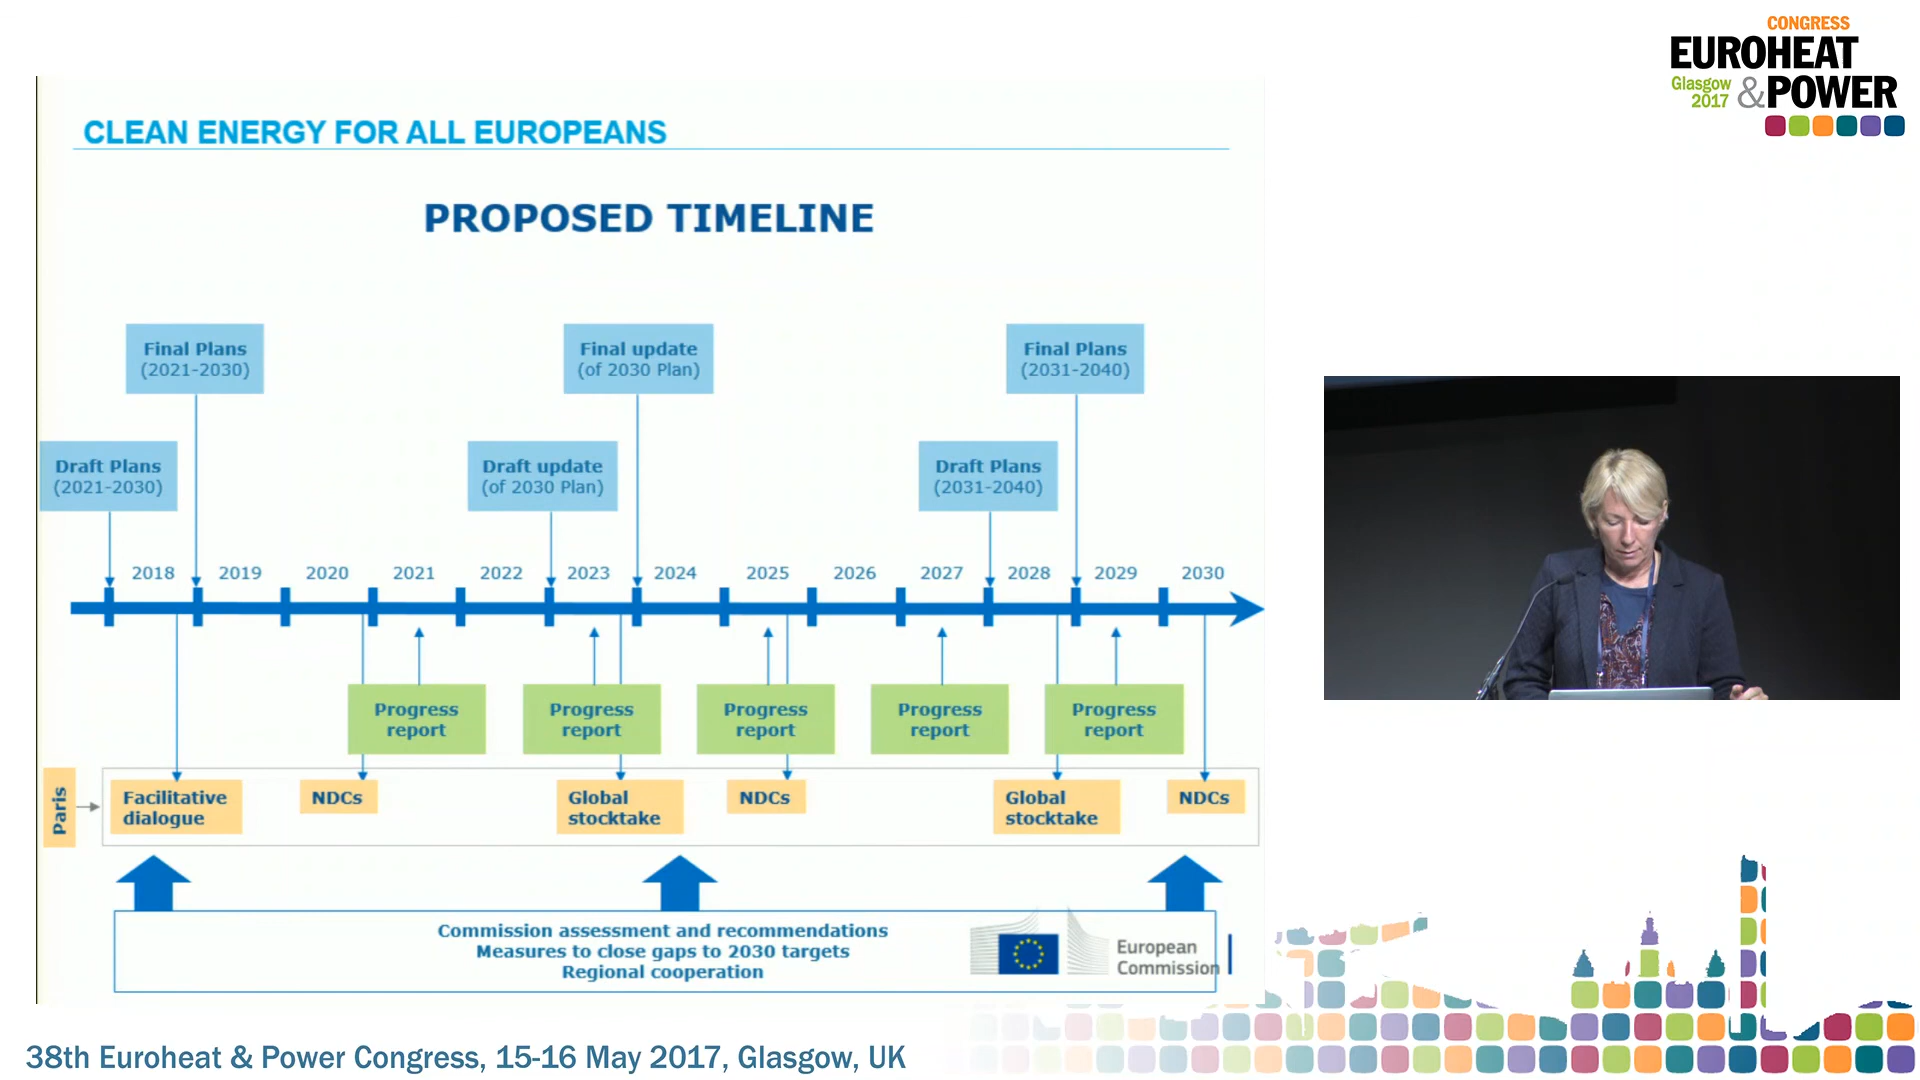 CONGRESS
EUROHEAT
Glasgow
2017
&POWER
CLEAN ENERGY FOR ALL EUROPEANS
PROPOSED TIMELINE
Final Plans
(2021-2030)
Final update
(of 2030 Plan)
Final Plans
(2031-2040)
Draft Plans
(2021-2030)
Draft update
(of 2030 Plan)
Draft Plans
(2031-2040)
2018 2019 2020 2021 2022 2023 2024 2025 2026 2027 2028 2029 2030
Progress
report
Progress
report
Progress
report
Progress
report
Progress
report
Paris
Facilitative
dialogue
NDCs
Global
stocktake
NDCs
Global
stocktake
NDCs
Commission assessment and recommendations
Measures to close gaps to 2030 targets
Regional cooperation
European
Commission
38th Euroheat & Power Congress, 15-16 May 2017, Glasgow, UK